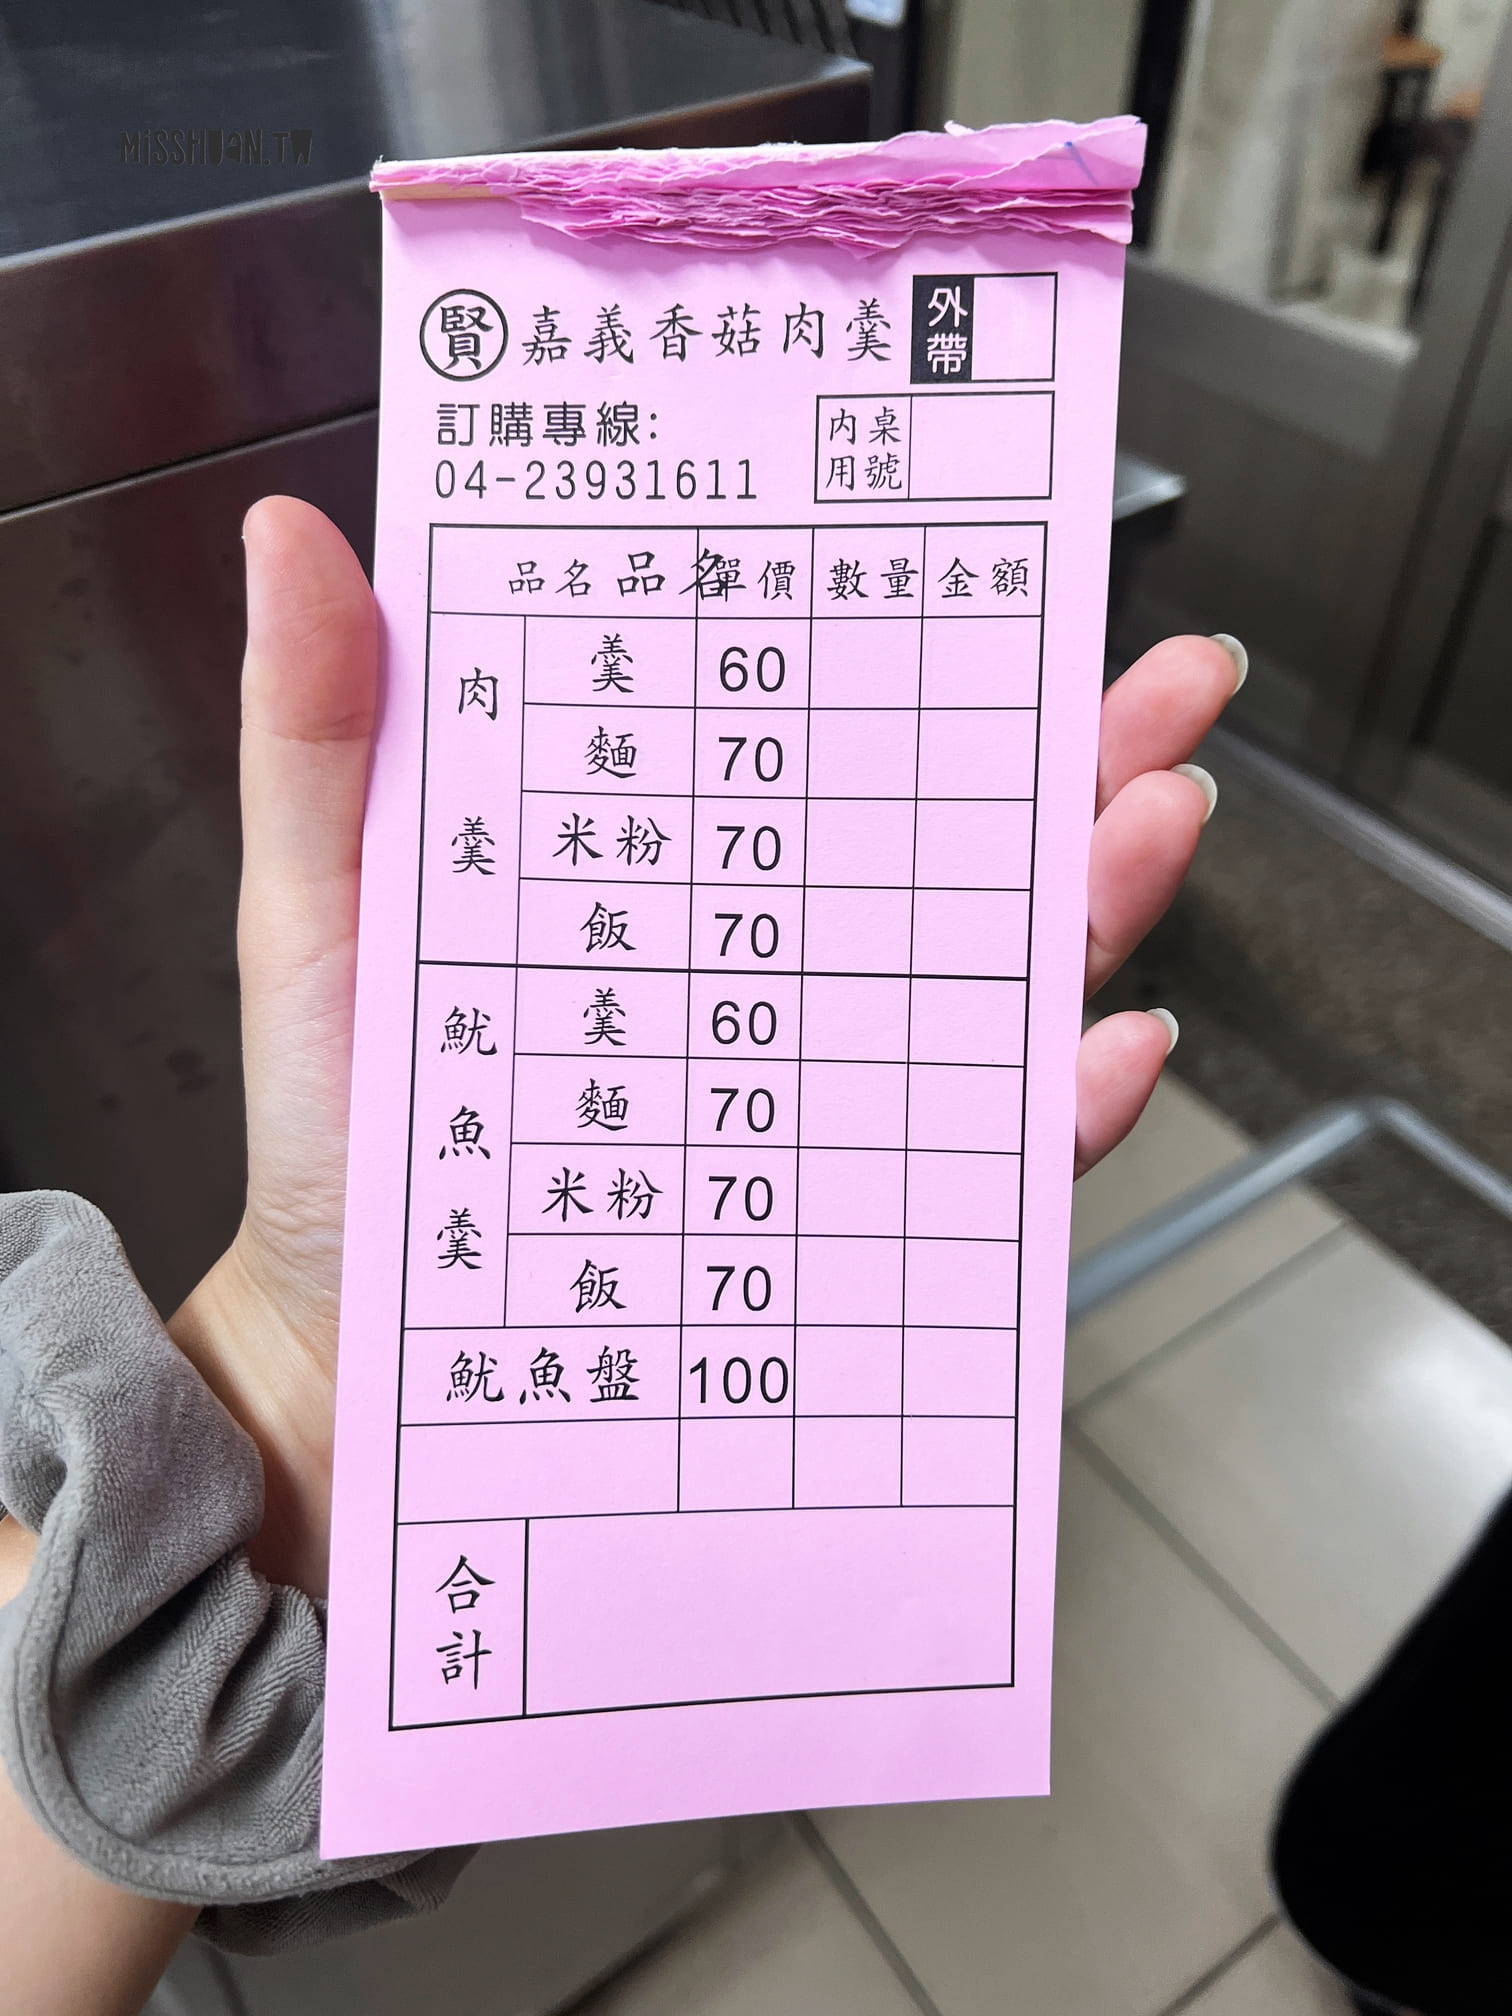 MiSSHUAN.TW
賢 嘉義香菇肉羹 外帶
訂購專線:
04-23931611
內用 桌號
品名 品名 單價 數量 金額
肉羹
羹 60
麵 70
米粉 70
飯 70
魷魚羹
羹 60
麵 70
米粉 70
飯 70
魷魚盤 100
合計